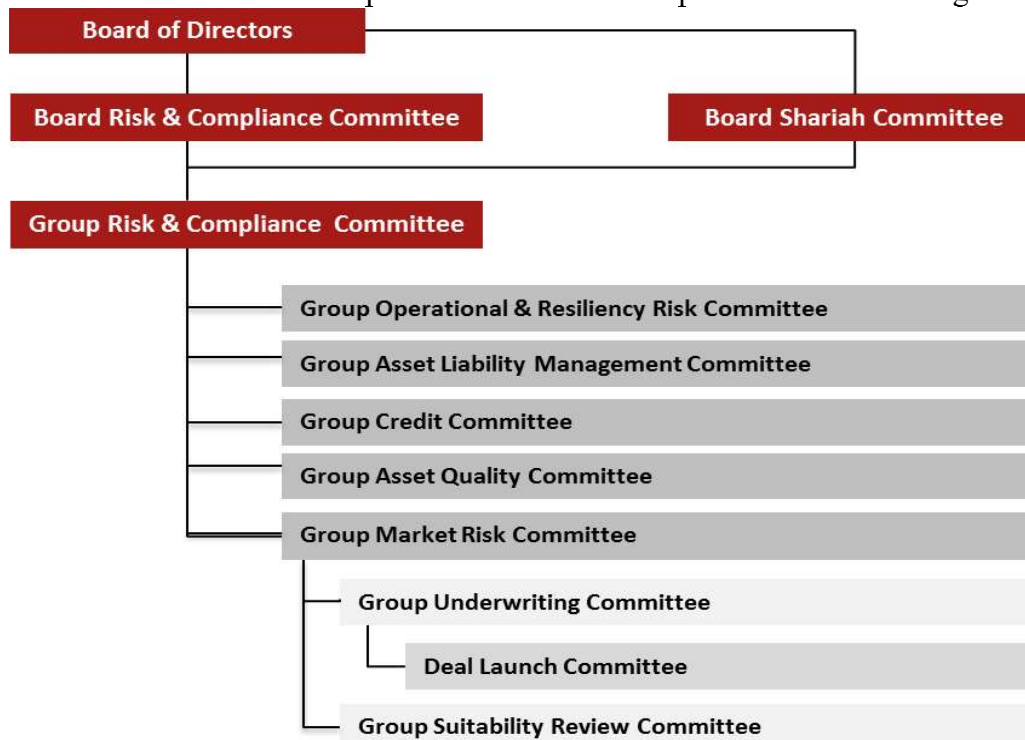 Board of Directors
Board Risk & Compliance Committee
Board Shariah Committee
Group Risk & Compliance Committee
Group Operational & Resiliency Risk Committee
Group Asset Liability Management Committee
Group Credit Committee
Group Asset Quality Committee
Group Market Risk Committee
Group Underwriting Committee
Deal Launch Committee
Group Suitability Review Committee